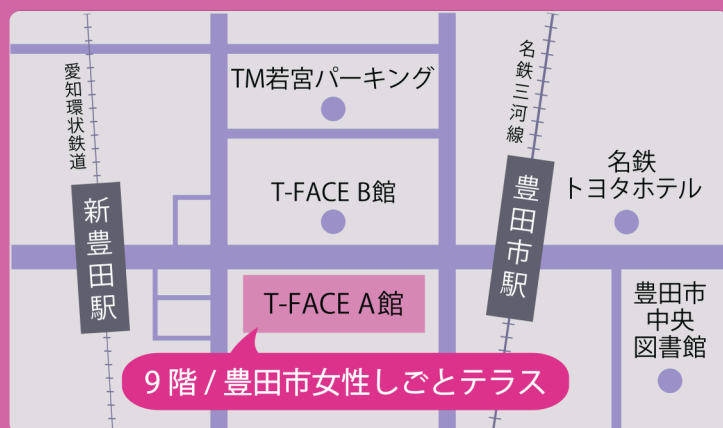 愛知環状鉄道
新豊田駅
TM若宮パーキング
T-FACE B館
T-FACE A館
9階 / 豊田市女性しごとテラス
名鉄三河線
豊田市駅
名鉄
トヨタホテル
豊田市
中央
図書館